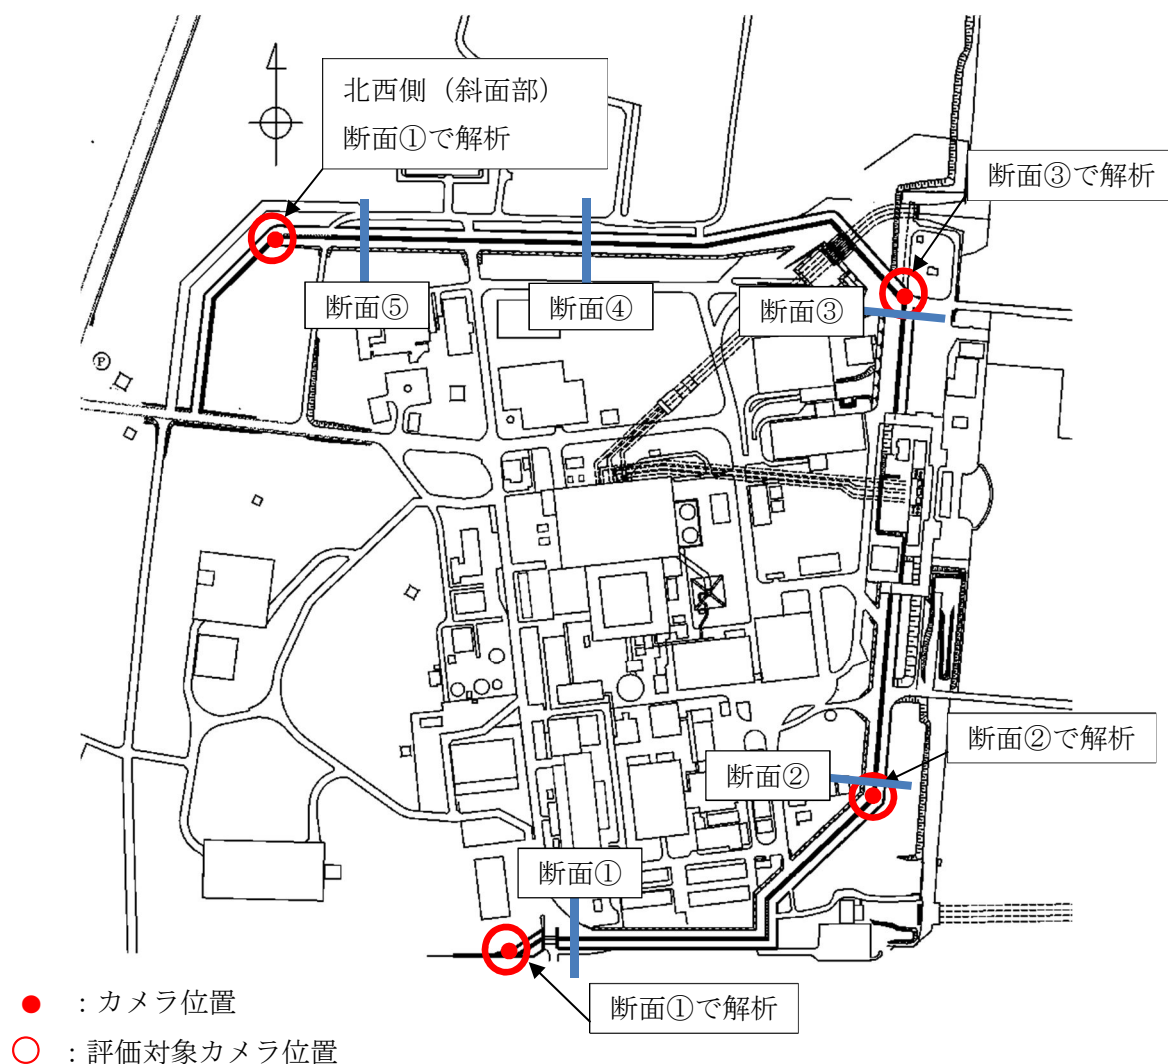 北西側（斜面部）
断面①で解析
断面③で解析
断面⑤
断面④
断面③
P
断面②で解析
断面②
断面①
断面①で解析
：カメラ位置
：評価対象カメラ位置